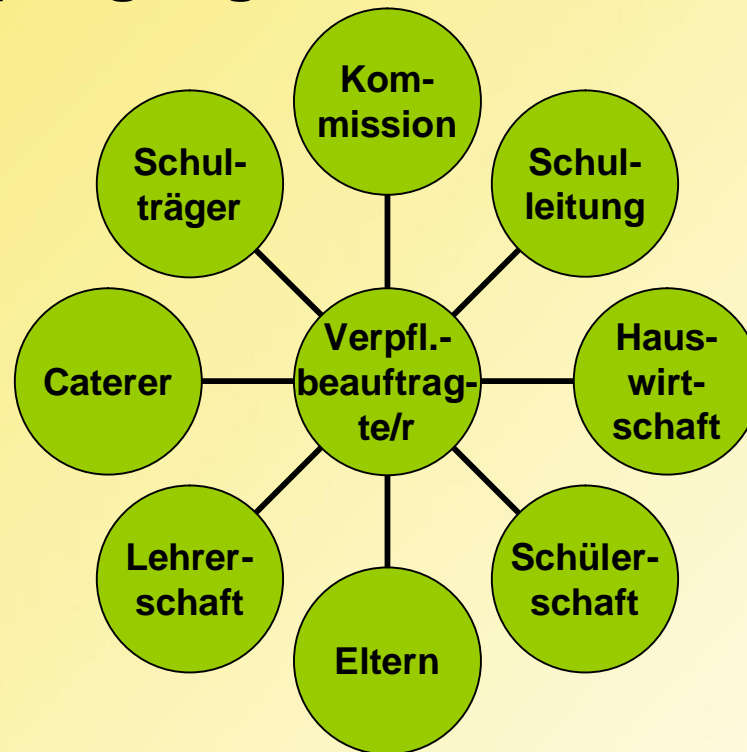 Kom-
mission
Schul-
träger
Schul-
leitung
Caterer
Verpfl.-
beauftrag-
te/r
Haus-
wirt-
schaft
Lehrer-
schaft
Schüler-
schaft
Eltern